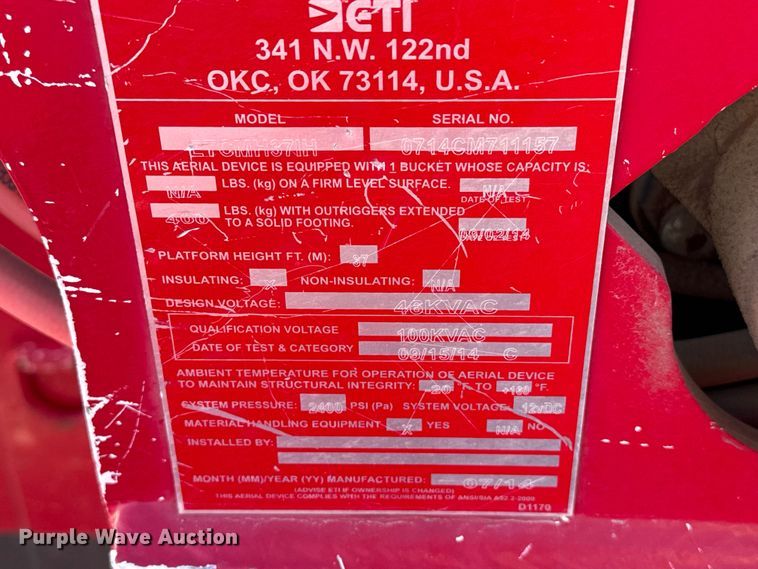 ETI
341 N.W. 122nd
OKC, OK 73114, U.S.A.
MODEL SERIAL NO.
ETCMH37IH 0714CM711157
THIS AERIAL DEVICE IS EQUIPPED WITH 1 BUCKET WHOSE CAPACITY IS:
N/A LBS. (kg) ON A FIRM LEVEL SURFACE. N/A
DATE OF TEST
400 LBS. (kg) WITH OUTRIGGERS EXTENDED
TO A SOLID FOOTING.
DATE OF TEST
PLATFORM HEIGHT FT. (M): 37
INSULATING: X NON-INSULATING: N/A
DESIGN VOLTAGE: 46KVAC
QUALIFICATION VOLTAGE 100KVAC
DATE OF TEST & CATEGORY 09/15/14 C
AMBIENT TEMPERATURE FOR OPERATION OF AERIAL DEVICE
TO MAINTAIN STRUCTURAL INTEGRITY: -20 °F. TO +120 °F.
SYSTEM PRESSURE: 2400 PSI (Pa) SYSTEM VOLTAGE: 12vDC
MATERIAL HANDLING EQUIPMENT X YES N/A NO
INSTALLED BY:
MONTH (MM)/YEAR (YY) MANUFACTURED: 07/14
(ADVISE ETI IF OWNERSHIP IS CHANGED)
THIS AERIAL DEVICE COMPLIES WITH THE REQUIREMENTS OF ANSI/SIA A92.2-2009
D1170
Purple Wave Auction